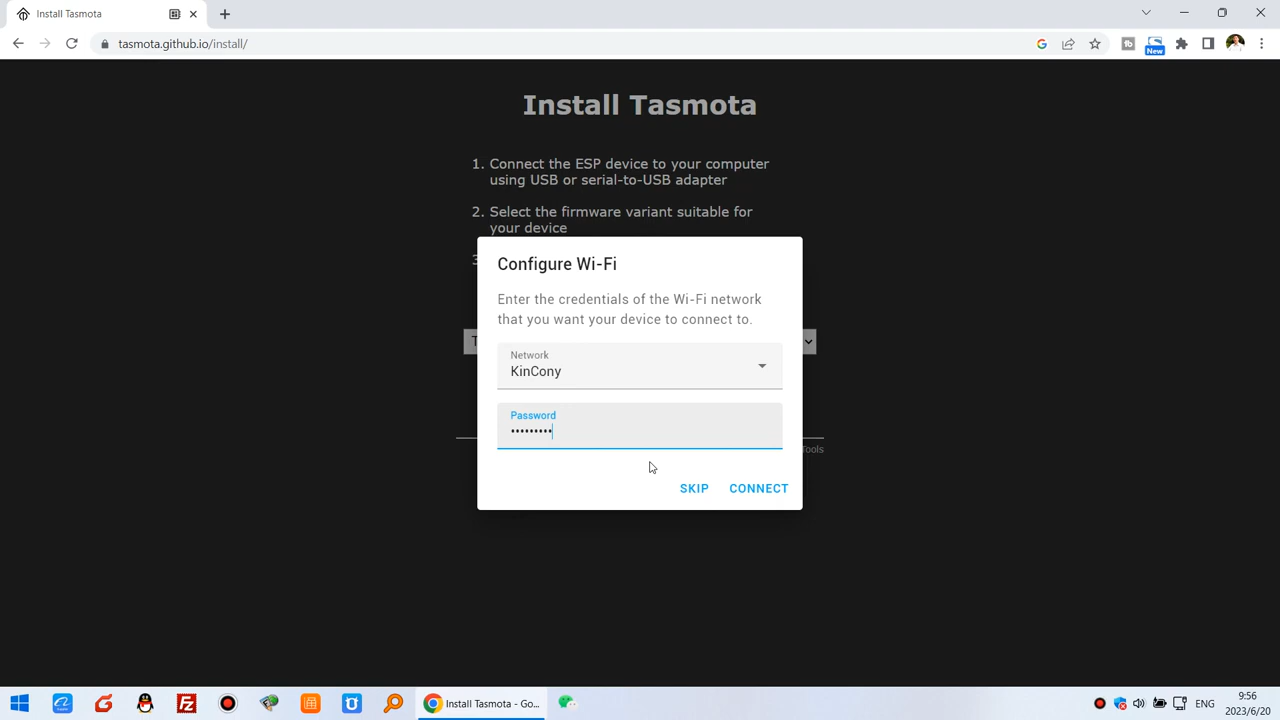 Install Tasmota
tasmota.github.io/install/
New
Install Tasmota
1. Connect the ESP device to your computer
using USB or serial-to-USB adapter
2. Select the firmware variant suitable for
your device
Configure Wi-Fi
Enter the credentials of the Wi-Fi network
that you want your device to connect to.
Network
KinCony
Password
•••••••••
Tools
SKIP CONNECT
Install Tasmota - Go...
ENG
9:56
2023/6/20